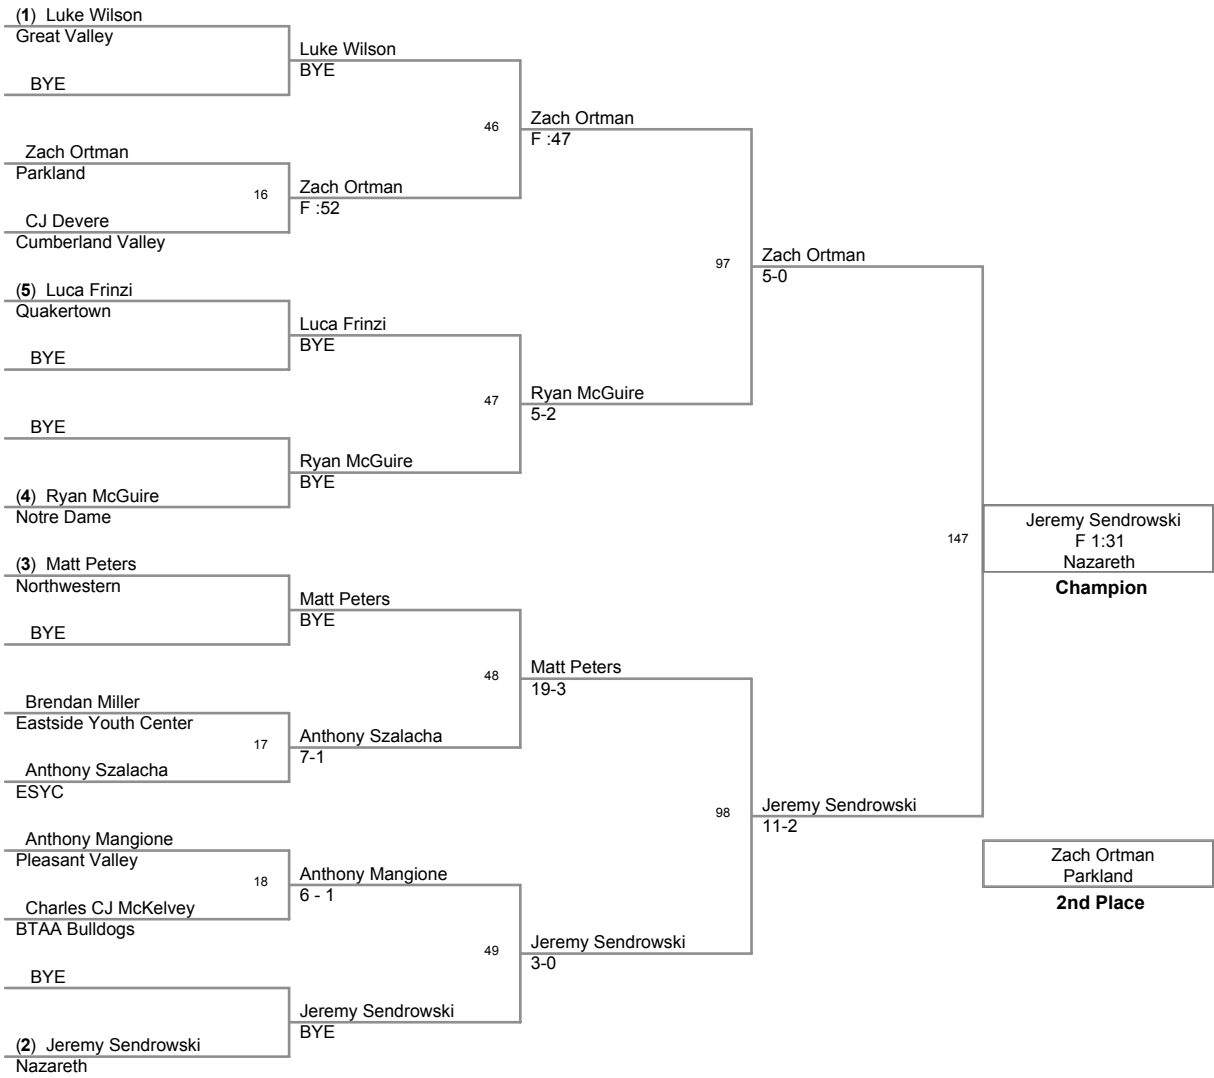 (1) Luke Wilson
Great Valley
BYE
Zach Ortman
Parkland
CJ Devere
Cumberland Valley
(5) Luca Frinzi
Quakertown
BYE
BYE
(4) Ryan McGuire
Notre Dame
(3) Matt Peters
Northwestern
BYE
Brendan Miller
Eastside Youth Center
Anthony Szalacha
ESYC
Anthony Mangione
Pleasant Valley
Charles CJ McKelvey
BTAA Bulldogs
BYE
(2) Jeremy Sendrowski
Nazareth
16
17
18
Luke Wilson
BYE
Zach Ortman
F :52
Luca Frinzi
BYE
Ryan McGuire
BYE
Matt Peters
BYE
Anthony Szalacha
7-1
Anthony Mangione
6 - 1
Jeremy Sendrowski
BYE
46
47
48
49
Zach Ortman
F :47
Ryan McGuire
5-2
Matt Peters
19-3
Jeremy Sendrowski
3-0
97
98
Zach Ortman
5-0
Jeremy Sendrowski
11-2
147
Jeremy Sendrowski
F 1:31
Nazareth
Champion
Zach Ortman
Parkland
2nd Place